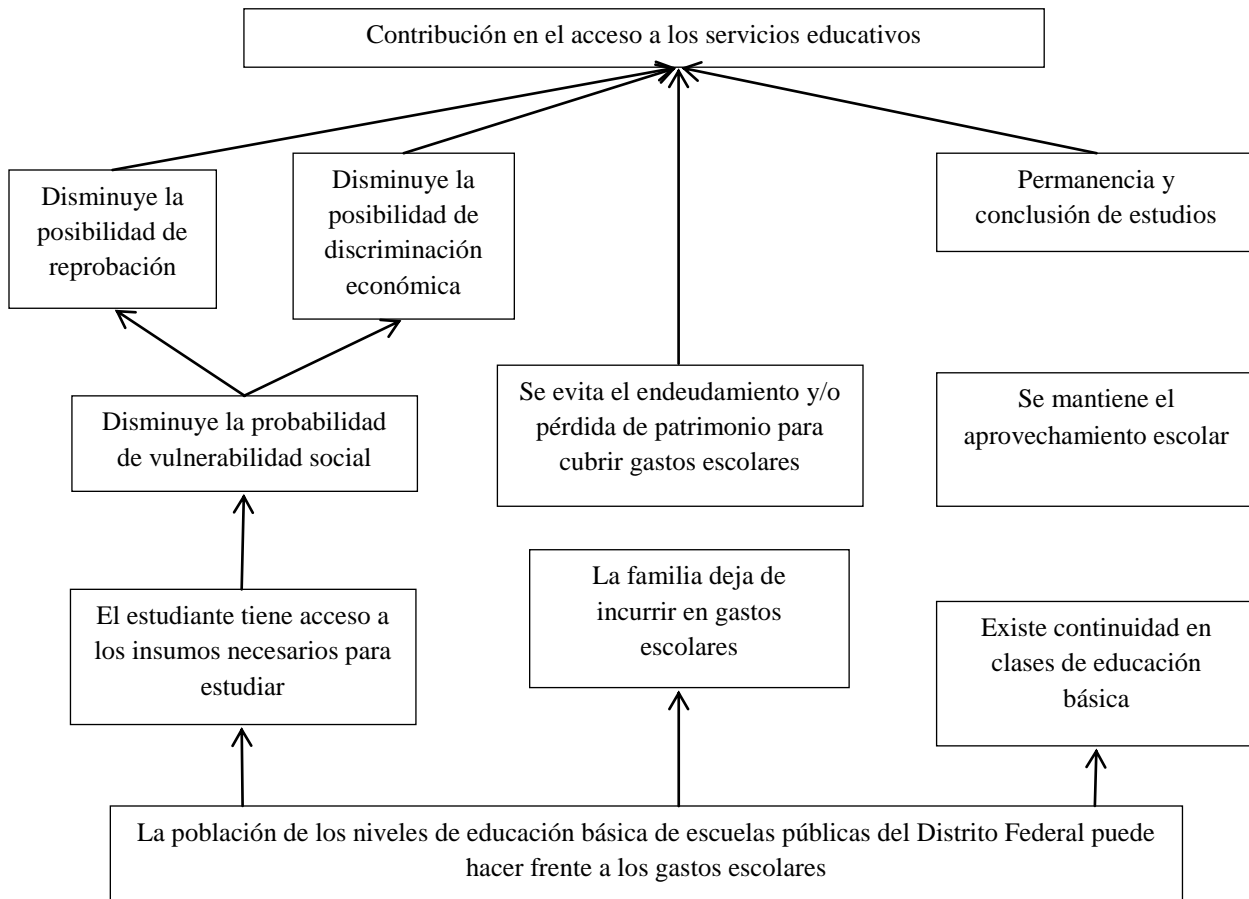 Contribución en el acceso a los servicios educativos
Disminuye la
posibilidad de
reprobación
Disminuye la
posibilidad de
discriminación
económica
Permanencia y
conclusión de estudios
Disminuye la probabilidad
de vulnerabilidad social
Se evita el endeudamiento y/o
pérdida de patrimonio para
cubrir gastos escolares
Se mantiene el
aprovechamiento escolar
El estudiante tiene acceso a
los insumos necesarios para
estudiar
La familia deja de
incurrir en gastos
escolares
Existe continuidad en
clases de educación
básica
La población de los niveles de educación básica de escuelas públicas del Distrito Federal puede
hacer frente a los gastos escolares